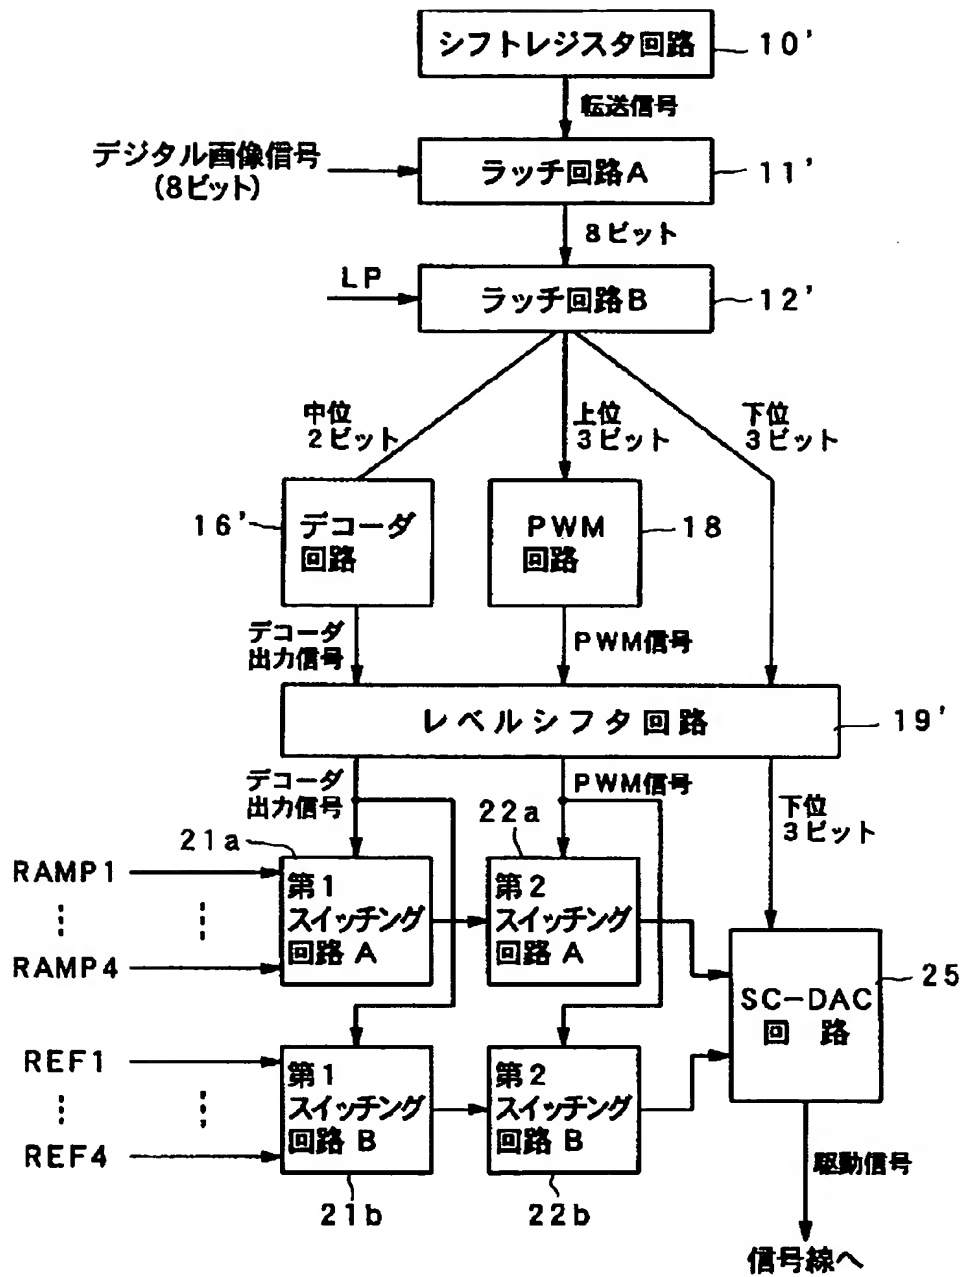 シフトレジスタ回路
10'
転送信号
デジタル画像信号
(8ビット)
ラッチ回路A
11'
8ビット
LP
ラッチ回路B
12'
中位
2ビット
上位
3ビット
下位
3ビット
16'
デコーダ
回路
PWM
回路
18
デコーダ
出力信号
PWM信号
レベルシフタ回路
19'
デコーダ
出力信号
PWM信号
下位
3ビット
21a
22a
RAMP1
RAMP4
第1
スイッチング
回路 A
第2
スイッチング
回路 A
SC-DAC
回 路
25
REF1
REF4
第1
スイッチング
回路 B
第2
スイッチング
回路 B
21b
22b
駆動信号
信号線へ